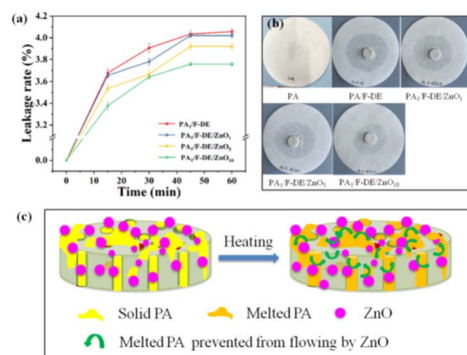 (a)
Leakage rate (%)
4.2
4.0
3.8
3.6
3.4
0.0
PA₁/F-DE
PA₁/F-DE/ZnO₁
PA₁/F-DE/ZnO₅
PA₁/F-DE/ZnO₁₀
0 10 20 30 40 50 60
Time (min)
(b)
PA PA/F-DE PA₁/F-DE/ZnO₁
PA₁/F-DE/ZnO₅ PA₁/F-DE/ZnO₁₀
(c)
Heating
Solid PA Melted PA ZnO
Melted PA prevented from flowing by ZnO